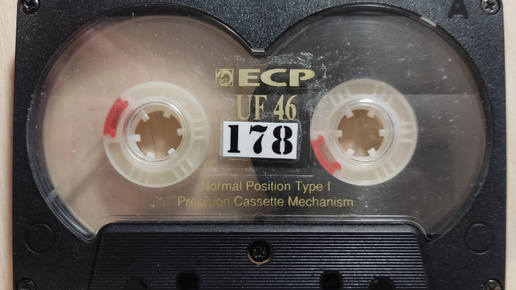 A
ECP
UF 46
178
Normal Position Type I
Precision Cassette Mechanism